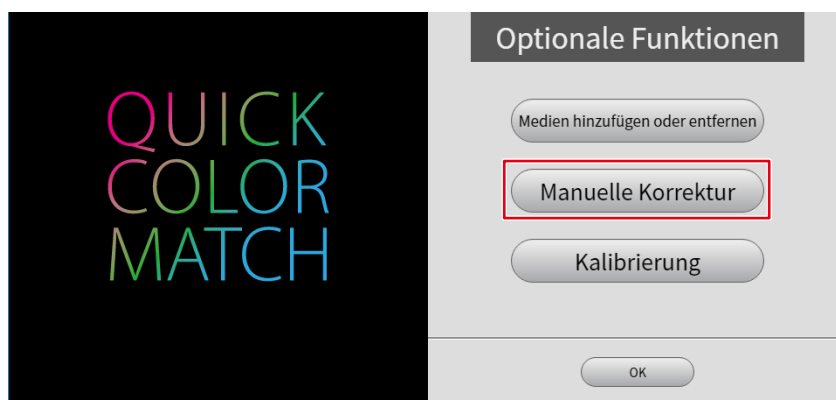 QUICK
COLOR
MATCH
Optionale Funktionen
Medien hinzufügen oder entfernen
Manuelle Korrektur
Kalibrierung
OK